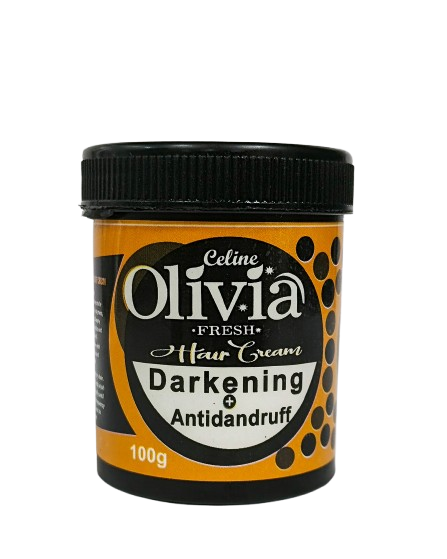 Celine
Olivia
·FRESH·
Hair Cream
Darkening
+
Antidandruff
100g